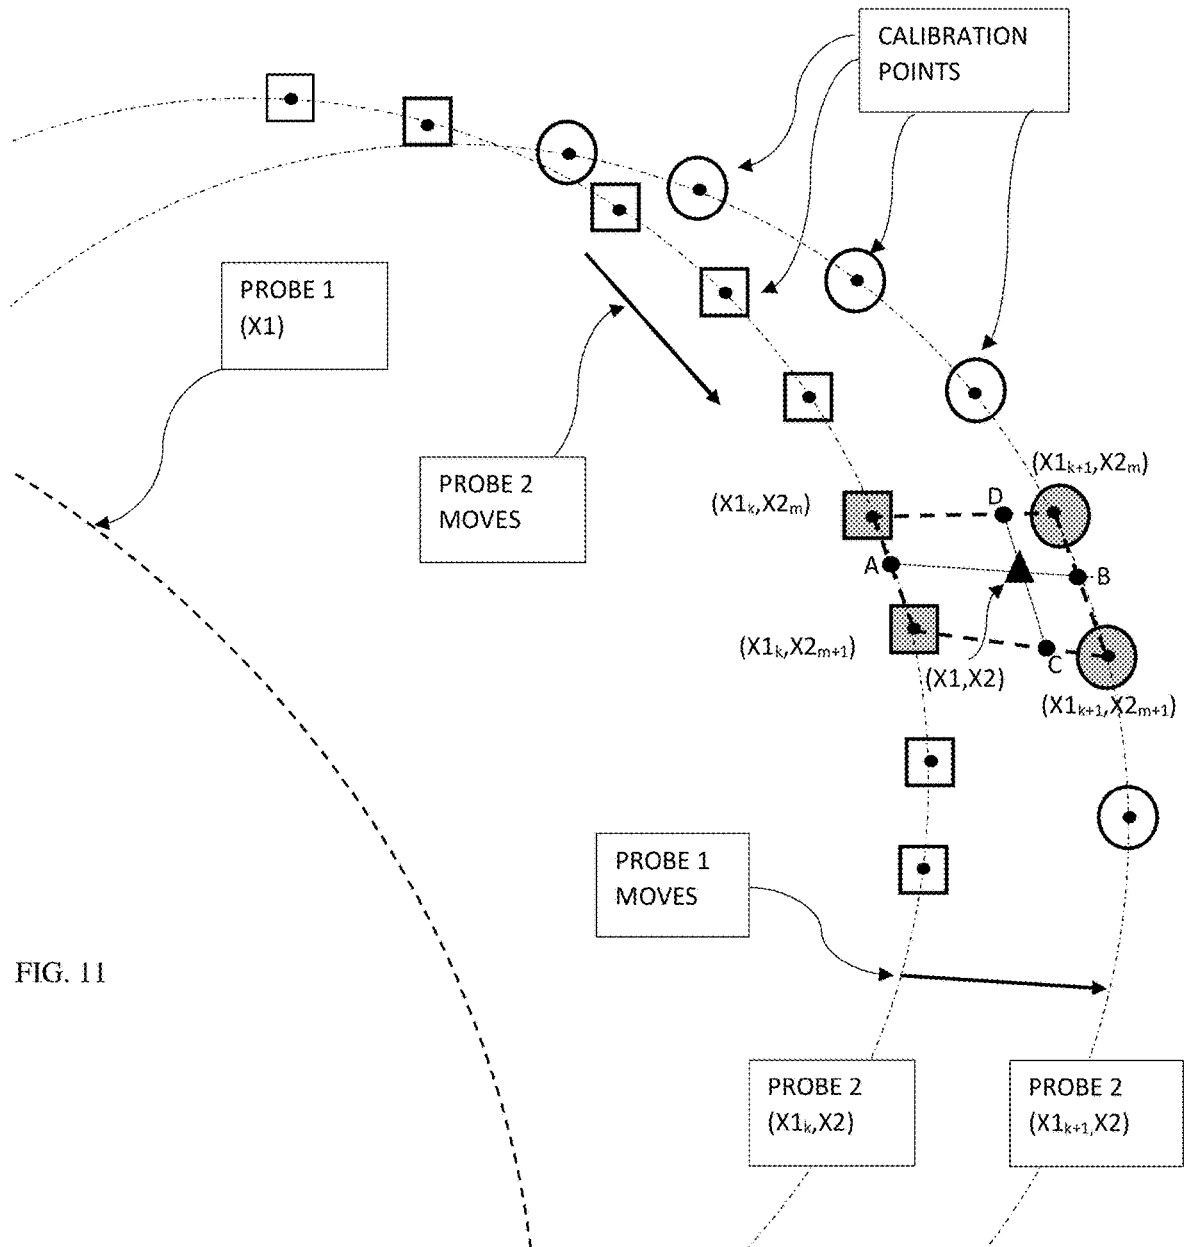 CALIBRATION
POINTS
PROBE 1
(X1)
PROBE 2
MOVES
(X1k+1,X2m)
(X1k,X2m)
D
A
B
(X1k,X2m+1)
C
(X1,X2)
(X1k+1,X2m+1)
PROBE 1
MOVES
FIG. 11
PROBE 2
(X1k,X2)
PROBE 2
(X1k+1,X2)